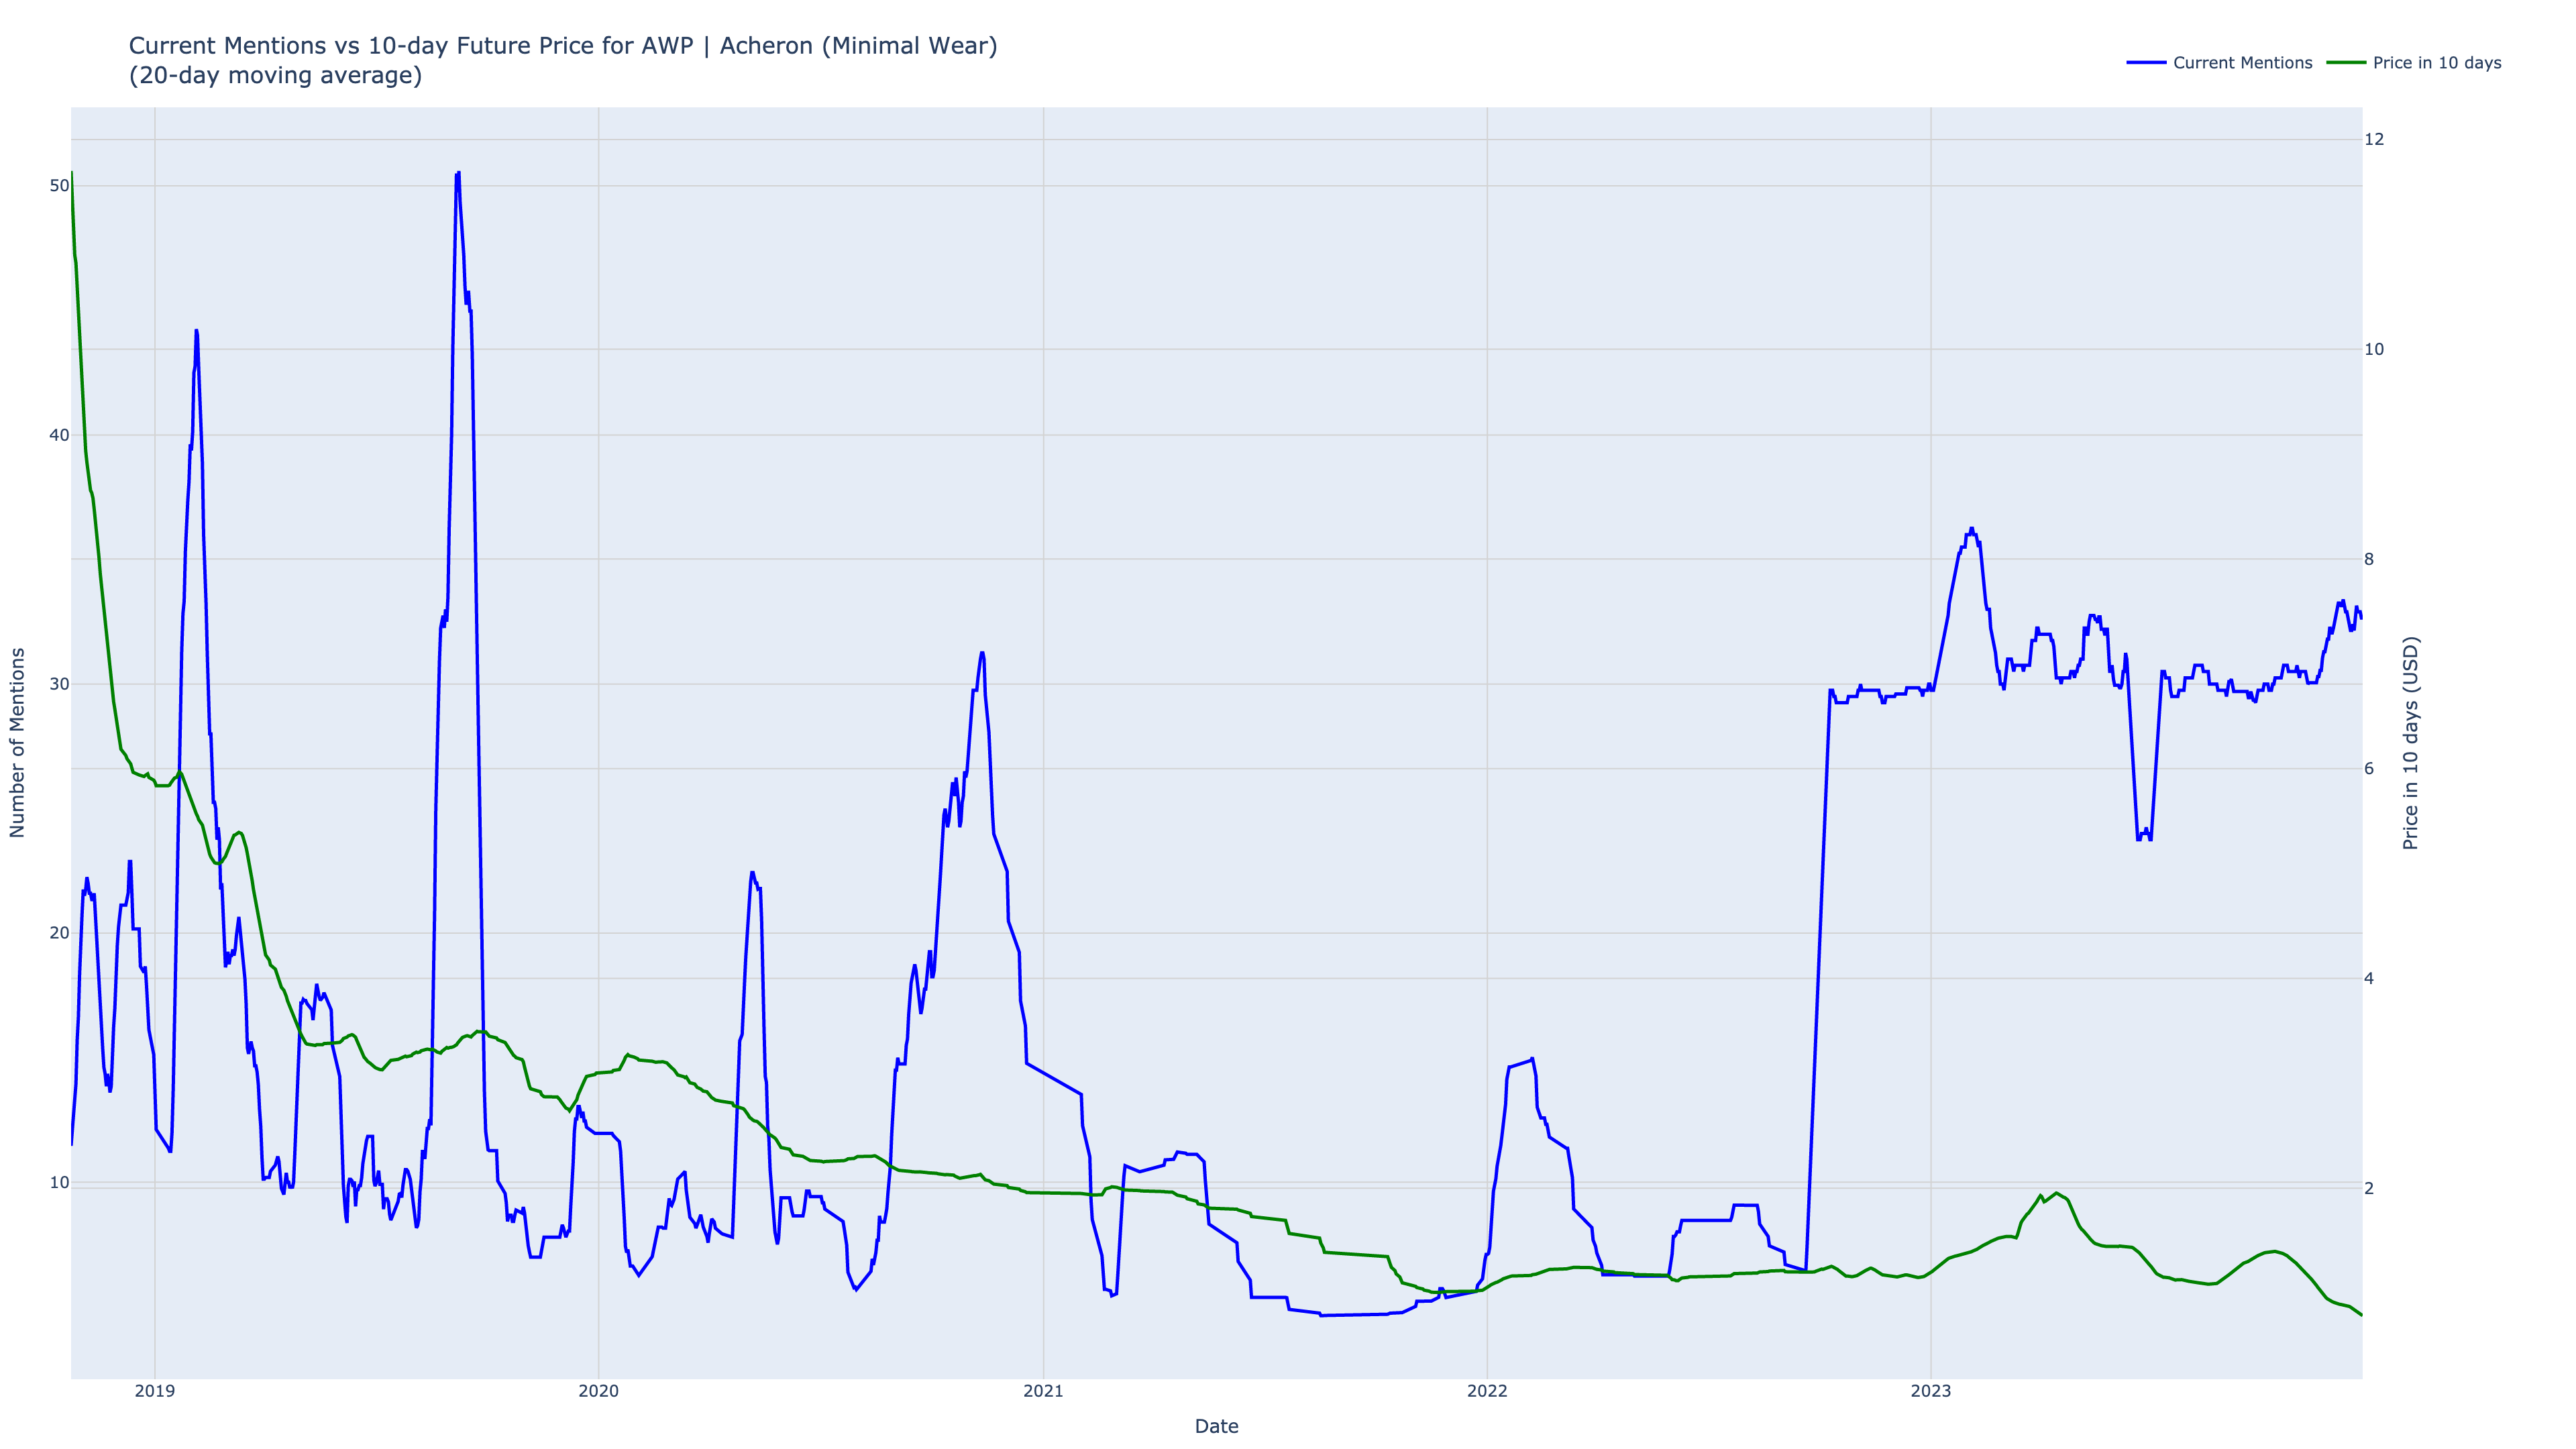 Current Mentions vs 10-day Future Price for AWP | Acheron (Minimal Wear)
(20-day moving average)
Current Mentions
Price in 10 days
50
40
30
20
10
Number of Mentions
12
10
8
6
4
2
Price in 10 days (USD)
2019
2020
2021
2022
2023
Date